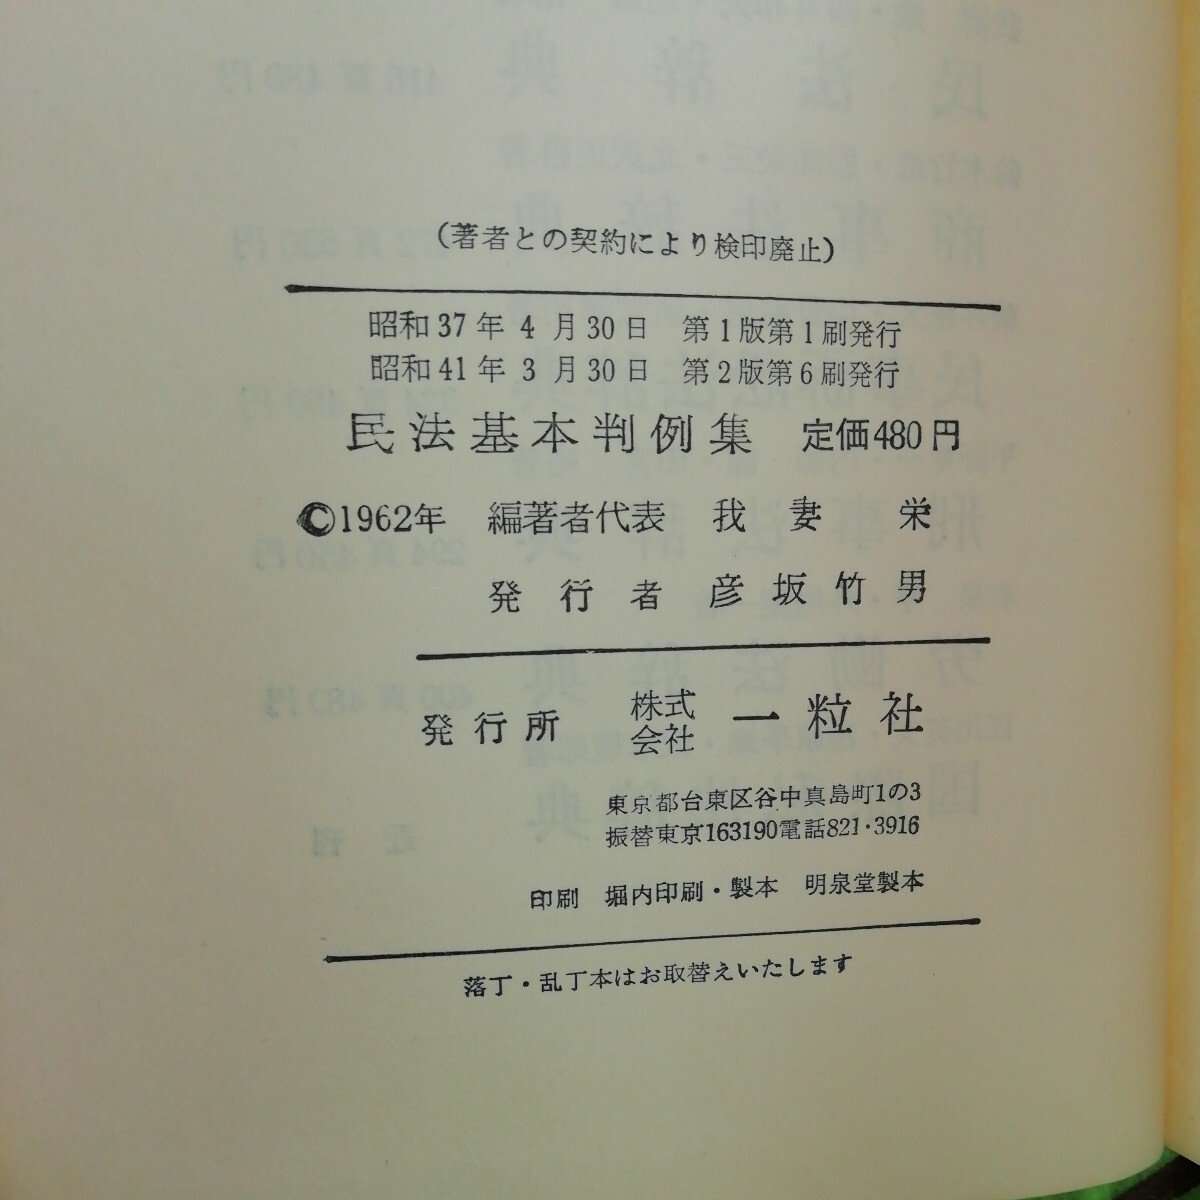 (著者との契約により検印廃止)
昭和37年 4 月30日 第1版第1刷発行
昭和41年 3 月30日 第2版第6刷発行
民法基本判例集 定価480円
©1962年 編著者代表 我妻 栄
発行者 彦坂竹男
発行所 株式会社 一粒社
東京都台東区谷中真島町1の3
振替東京163190電話821・3916
印刷 堀内印刷・製本 明泉堂製本
落丁・乱丁本はお取替えいたします